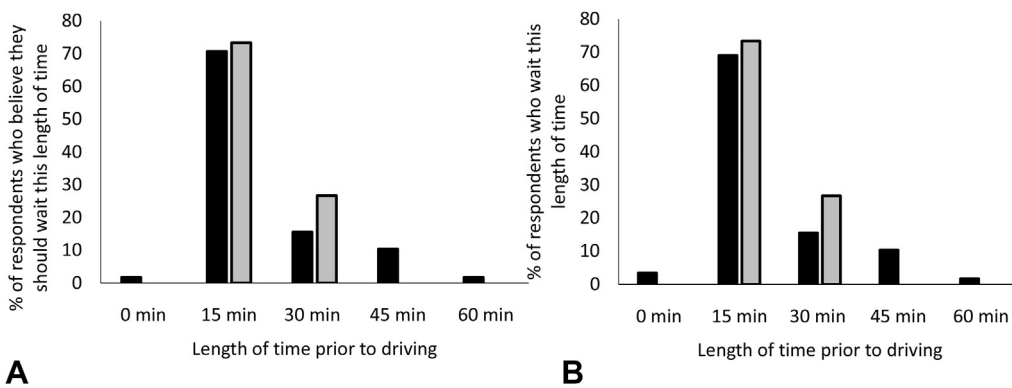 % of respondents who believe they
should wait this length of time
80
70
60
50
40
30
20
10
0
0 min 15 min 30 min 45 min 60 min
Length of time prior to driving
A
% of respondents who wait this
length of time
80
70
60
50
40
30
20
10
0
0 min 15 min 30 min 45 min 60 min
Length of time prior to driving
B